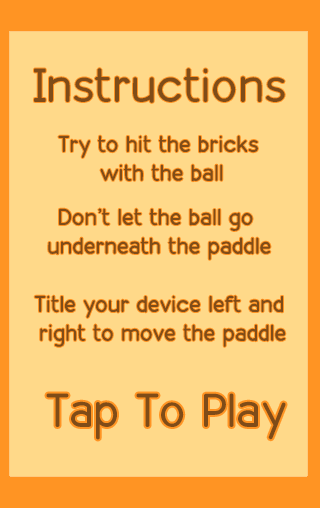 Instructions
Try to hit the bricks
with the ball
Don't let the ball go
underneath the paddle
Title your device left and
right to move the paddle
Tap To Play